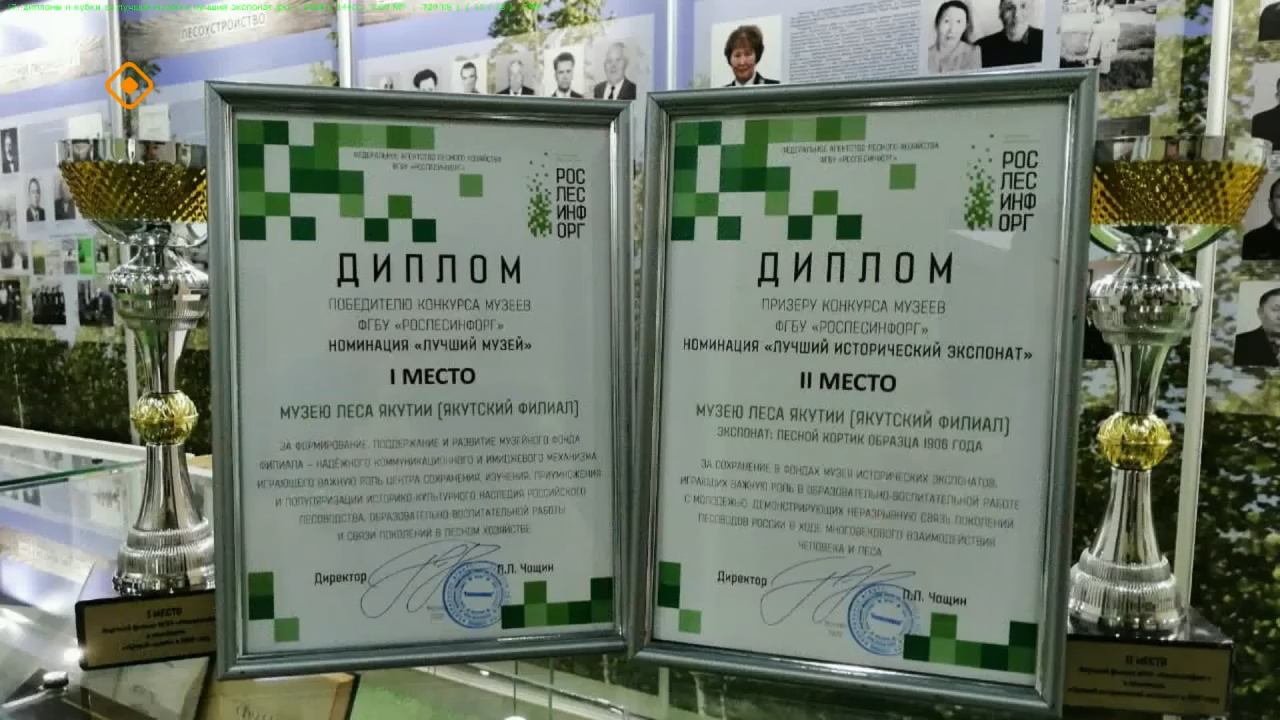 ЛЕСОУСТРОЙСТВО
ФЕДЕРАЛЬНОЕ АГЕНТСТВО ЛЕСНОГО ХОЗЯЙСТВА
ФГБУ «РОСЛЕСИНФОРГ»
РОС
ЛЕС
ИНФ
ОРГ
ДИПЛОМ
ПОБЕДИТЕЛЮ КОНКУРСА МУЗЕЕВ
ФГБУ «РОСЛЕСИНФОРГ»
НОМИНАЦИЯ «ЛУЧШИЙ МУЗЕЙ»
I МЕСТО
МУЗЕЮ ЛЕСА ЯКУТИИ (ЯКУТСКИЙ ФИЛИАЛ)
ЗА ФОРМИРОВАНИЕ, ПОДДЕРЖАНИЕ И РАЗВИТИЕ МУЗЕЙНОГО ФОНДА
ФИЛИАЛА – НАДЁЖНОГО КОММУНИКАЦИОННОГО И ИМИДЖЕВОГО МЕХАНИЗМА
ИГРАЮЩЕГО ВАЖНУЮ РОЛЬ ЦЕНТРА СОХРАНЕНИЯ, ИЗУЧЕНИЯ, ПРИУМНОЖЕНИЯ
И ПОПУЛЯРИЗАЦИИ ИСТОРИКО-КУЛЬТУРНОГО НАСЛЕДИЯ РОССИЙСКОГО
ЛЕСОВОДСТВА, ОБРАЗОВАТЕЛЬНО-ВОСПИТАТЕЛЬНОЙ РАБОТЫ
И СВЯЗИ ПОКОЛЕНИЙ В ЛЕСНОМ ХОЗЯЙСТВЕ
Директор П.П. Чащин
I МЕСТО
ФЕДЕРАЛЬНОЕ АГЕНТСТВО ЛЕСНОГО ХОЗЯЙСТВА
ФГБУ «РОСЛЕСИНФОРГ»
РОС
ЛЕС
ИНФ
ОРГ
ДИПЛОМ
ПРИЗЕРУ КОНКУРСА МУЗЕЕВ
ФГБУ «РОСЛЕСИНФОРГ»
НОМИНАЦИЯ «ЛУЧШИЙ ИСТОРИЧЕСКИЙ ЭКСПОНАТ»
II МЕСТО
МУЗЕЮ ЛЕСА ЯКУТИИ (ЯКУТСКИЙ ФИЛИАЛ)
ЭКСПОНАТ: ЛЕСНОЙ КОРТИК ОБРАЗЦА 1908 ГОДА
ЗА СОХРАНЕНИЕ В ФОНДАХ МУЗЕЯ ИСТОРИЧЕСКИХ ЭКСПОНАТОВ,
ИГРАЮЩИХ ВАЖНУЮ РОЛЬ В ОБРАЗОВАТЕЛЬНО-ВОСПИТАТЕЛЬНОЙ РАБОТЕ
С МОЛОДЕЖЬЮ, ДЕМОНСТРИРУЮЩИХ НЕРАЗРЫВНУЮ СВЯЗЬ ПОКОЛЕНИЙ
ЛЕСОВОДОВ РОССИИ В ХОДЕ МНОГОВЕКОВОГО ВЗАИМОДЕЙСТВИЯ
ЧЕЛОВЕКА И ЛЕСА
Директор П.П. Чащин
II МЕСТО